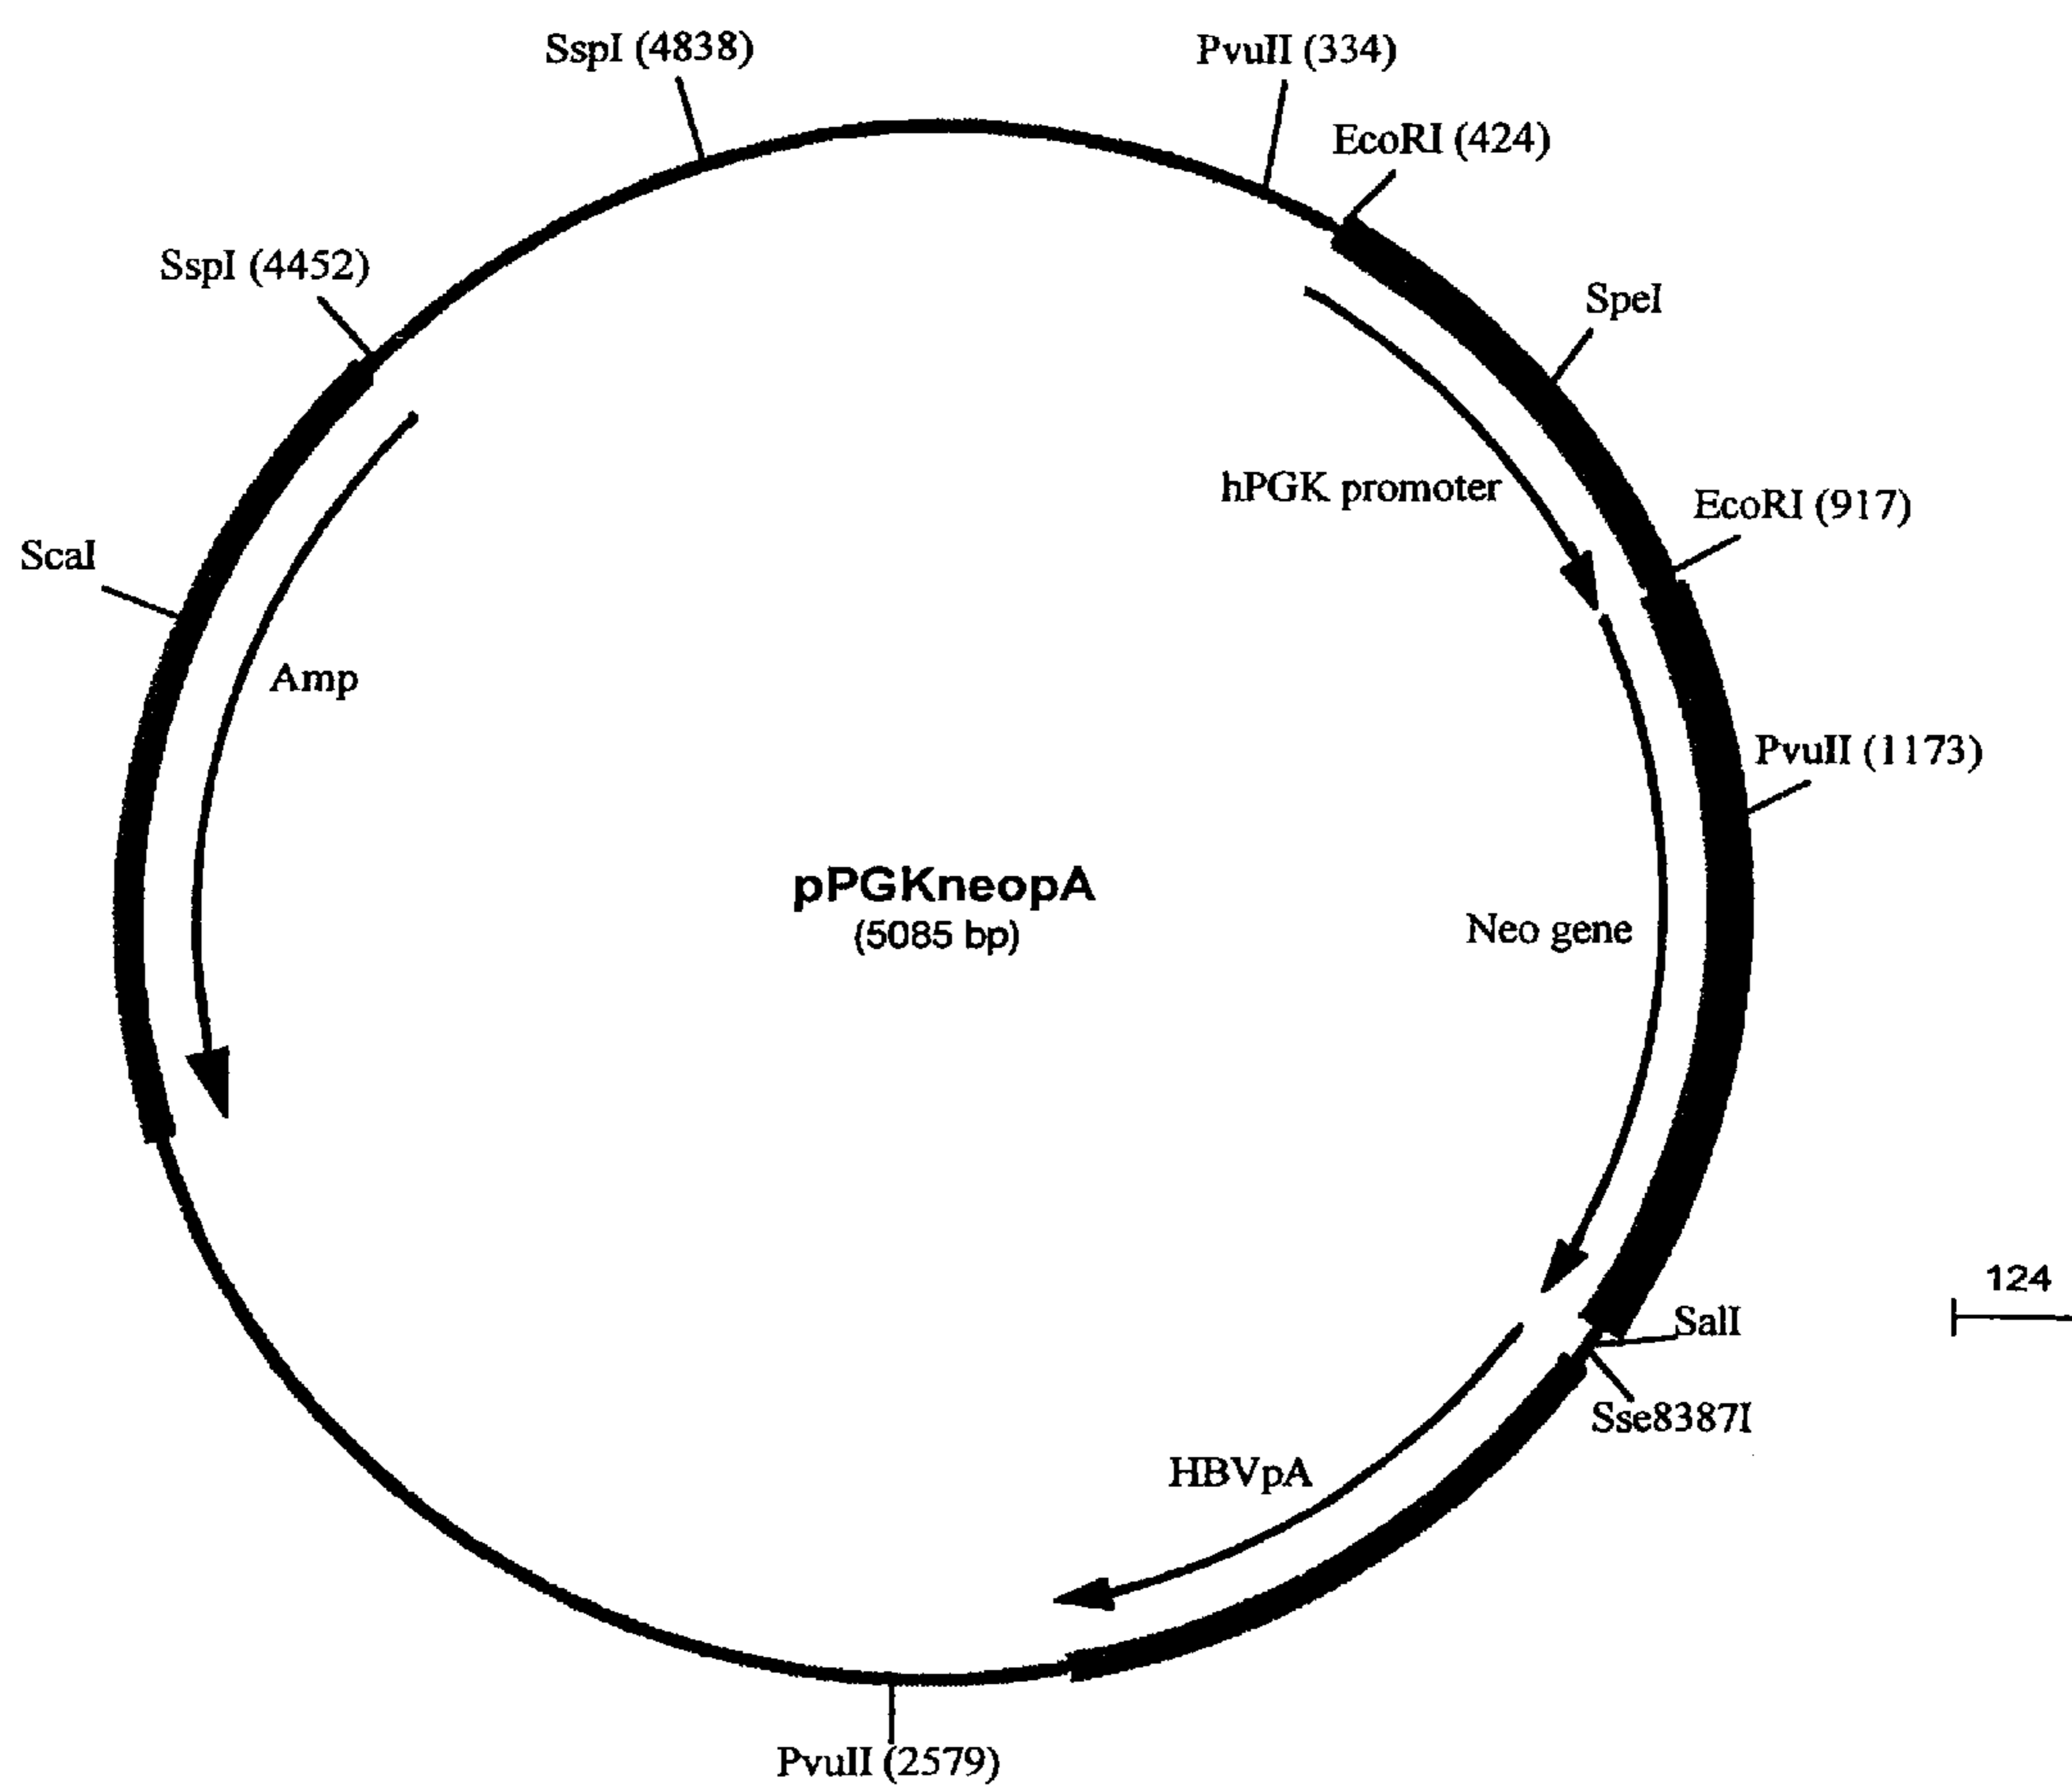 SspI (4838)
PvuII (334)
EcoRI (424)
SspI (4452)
SpeI
hPGK promoter
EcoRI (917)
ScaI
Amp
PvuII (1173)
pPGKneopA
(5085 bp)
Neo gene
124
SalI
Sse8387I
HBVpA
PvuII (2579)